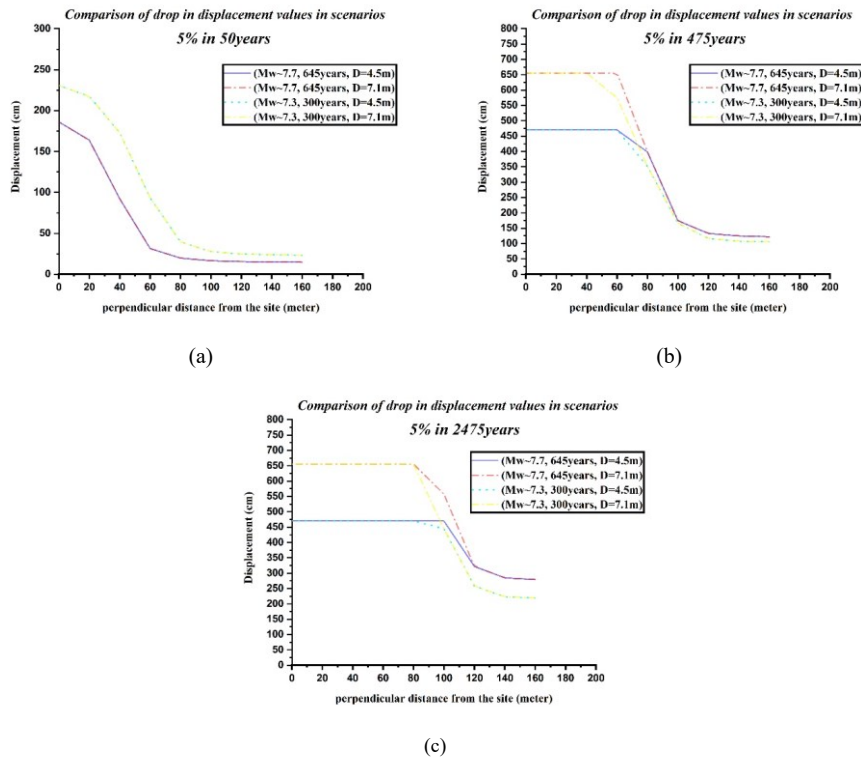 Comparison of drop in displacement values in scenarios
5% in 50years
300
250
200
150
100
50
0
Displacement (cm)
(Mw~7.7, 645years, D=4.5m)
(Mw~7.7, 645years, D=7.1m)
(Mw~7.3, 300years, D=4.5m)
(Mw~7.3, 300years, D=7.1m)
0 20 40 60 80 100 120 140 160 180 200
perpendicular distance from the site (meter)
(a)
Comparison of drop in displacement values in scenarios
5% in 475years
800
750
700
650
600
550
500
450
400
350
300
250
200
150
100
50
0
Displacement (cm)
(Mw~7.7, 645years, D=4.5m)
(Mw~7.7, 645years, D=7.1m)
(Mw~7.3, 300years, D=4.5m)
(Mw~7.3, 300years, D=7.1m)
0 20 40 60 80 100 120 140 160 180 200
perpendicular distance from the site (meter)
(b)
Comparison of drop in displacement values in scenarios
5% in 2475years
800
750
700
650
600
550
500
450
400
350
300
250
200
150
100
50
0
Displacement (cm)
(Mw~7.7, 645years, D=4.5m)
(Mw~7.7, 645years, D=7.1m)
(Mw~7.3, 300years, D=4.5m)
(Mw~7.3, 300years, D=7.1m)
0 20 40 60 80 100 120 140 160 180 200
perpendicular distance from the site (meter)
(c)